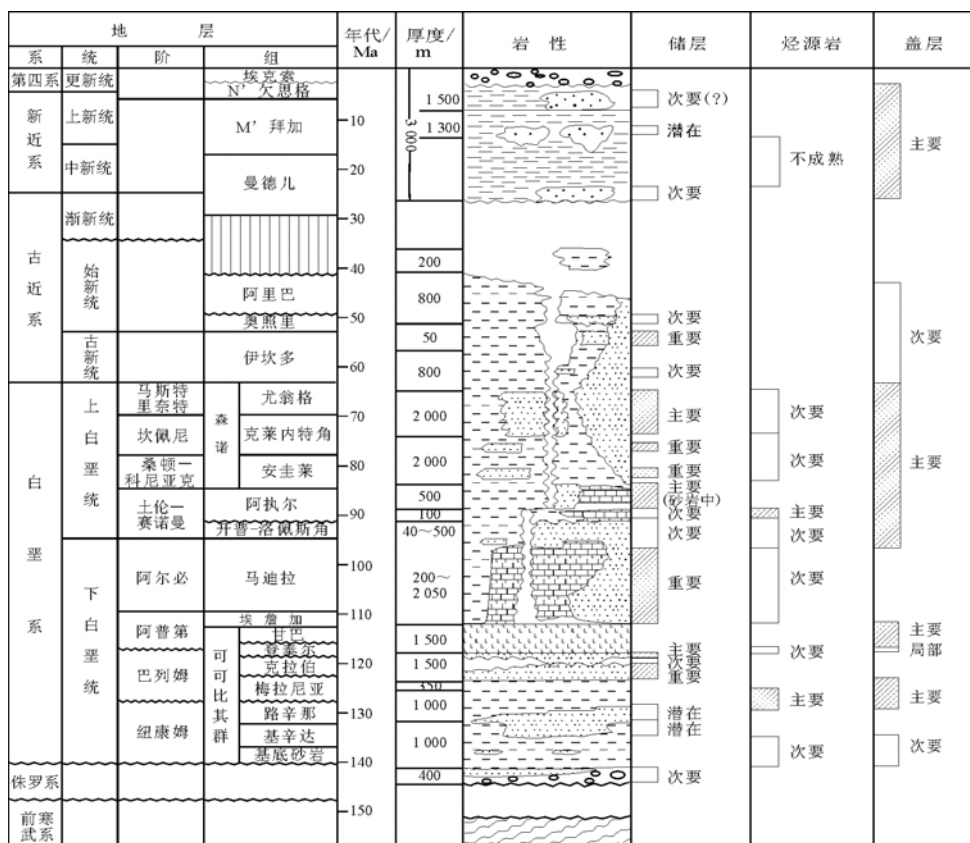 地 层
年代/
Ma
厚度/
m
岩 性
储层
烃源岩
盖层
系
统
阶
组
第四系
更新统
埃克索
N’欠思格
新近系
上新统
M’拜加
中新统
曼德儿
古近系
渐新统
始新统
阿里巴
奥照里
古新统
伊坎多
白垩系
上白垩统
马斯特
里奈特
森诺
尤翁格
坎佩尼
克莱内特角
桑顿—
科尼亚克
安圭莱
土伦—
赛诺曼
阿执尔
开普-洛佩斯角
下白垩统
阿尔必
马迪拉
阿普第
埃詹加
可可比其群
甘巴
登泰尔
巴列姆
克拉伯
梅拉尼亚
纽康姆
路辛那
基辛达
基底砂岩
侏罗系
前寒
武系
10
20
30
40
50
60
70
80
90
100
110
120
130
140
150
3 000
1 500
1 300
200
800
50
800
2 000
2 000
500
100
40~500
200~
2 050
1 500
1 500
350
1 000
1 000
400
次要(?)
潜在
次要
次要
重要
次要
主要
重要
重要
主要
(砂岩中)
次要
次要
重要
主要
次要
重要
潜在
潜在
次要
不成熟
次要
次要
主要
次要
次要
次要
主要
次要
主要
次要
主要
主要
局部
主要
次要